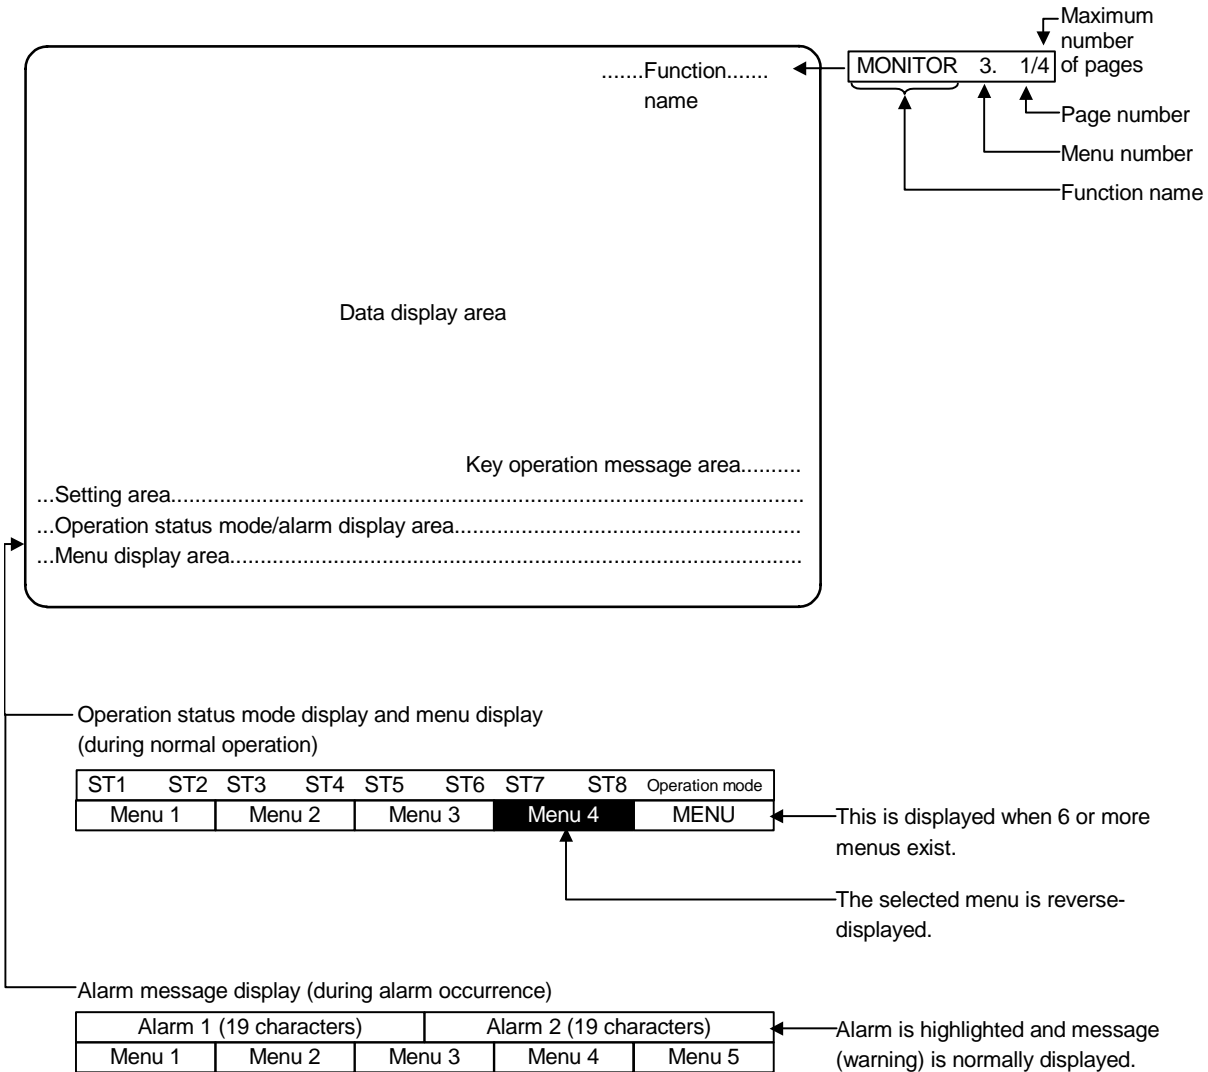 Maximum
number
of pages
.......Function.......
name
MONITOR 3. 1/4
Page number
Menu number
Function name
Data display area
Key operation message area..........
...Setting area.........................................................................................................
...Operation status mode/alarm display area.........................................................
...Menu display area...............................................................................................
Operation status mode display and menu display
(during normal operation)
ST1 ST2 ST3 ST4 ST5 ST6 ST7 ST8 Operation mode
Menu 1 Menu 2 Menu 3 Menu 4 MENU
This is displayed when 6 or more
menus exist.
The selected menu is reverse-
displayed.
Alarm message display (during alarm occurrence)
Alarm 1 (19 characters) Alarm 2 (19 characters)
Menu 1 Menu 2 Menu 3 Menu 4 Menu 5
Alarm is highlighted and message
(warning) is normally displayed.